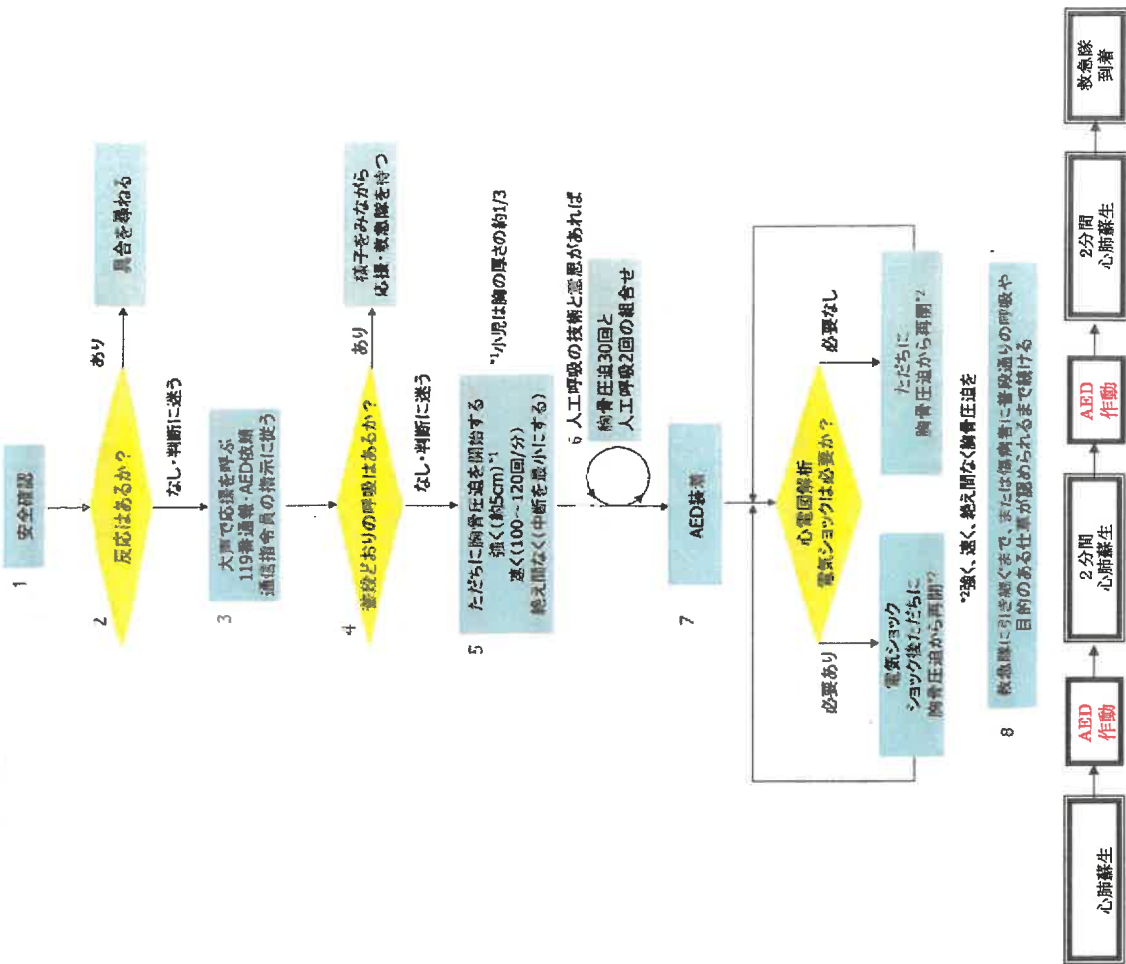 1
安全確認
2
反応はあるか？
あり
具合を尋ねる
なし・判断に迷う
3
大声で応援を呼ぶ
119番通報・AED依頼
通信指令員の指示に従う
4
普段どおりの呼吸はあるか？
あり
様子をみながら
応援・救急隊を待つ
なし・判断に迷う
5
ただちに胸骨圧迫を開始する
強く(約5cm)*1
速く(100～120回/分)
絶え間なく(中断を最小にする)
*1小児は胸の厚さの約1/3
6 人工呼吸の技術と意思があれば
胸骨圧迫30回と
人工呼吸2回の組合せ
7
AED装着
心電図解析
電気ショックは必要か？
必要あり
電気ショック
ショック後ただちに
胸骨圧迫から再開*2
必要なし
ただちに
胸骨圧迫から再開*2
*2強く、速く、絶え間なく胸骨圧迫を
8
救急隊に引き継ぐまで、または傷病者に普段通りの呼吸や
目的のある仕草が認められるまで続ける
心肺蘇生
AED
作動
2分間
心肺蘇生
AED
作動
2分間
心肺蘇生
救急隊
到着